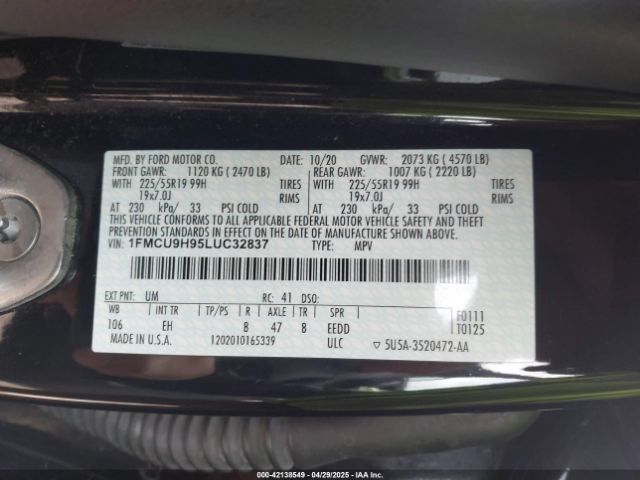 MFD. BY FORD MOTOR CO. 10/20 GVWR: 2073 KG ( 4570 LB)
FRONT GAWR: 1120 KG ( 2470 LB) REAR GAWR: 1007 KG ( 2220 LB)
WITH 225/55R19 99H TIRES WITH 225/55R19 99H TIRES
19x7.0J RIMS 19x7.0J RIMS
AT 230 kPa/ 33 PSI COLD AT 230 kPa/ 33 PSI COLD
THIS VEHICLE CONFORMS TO ALL APPLICABLE FEDERAL MOTOR VEHICLE SAFETY AND THEFT
PREVENTION STANDARDS IN EFFECT ON THE DATE OF MANUFACTURE SHOWN ABOVE.
VIN: 1FMCU9H95LUC32837 TYPE: MPV
EXT PNT: UM RC: 41 DSO:
WB INT TR TP/PS R AXLE TR SPR F0111
106 EH 8 47 8 EEDD T0125
MADE IN U.S.A. 1202010165339 ULC ▽ 5U5A-3520472-AA
000-42138549 - 04/29/2025 - IAAI.COM